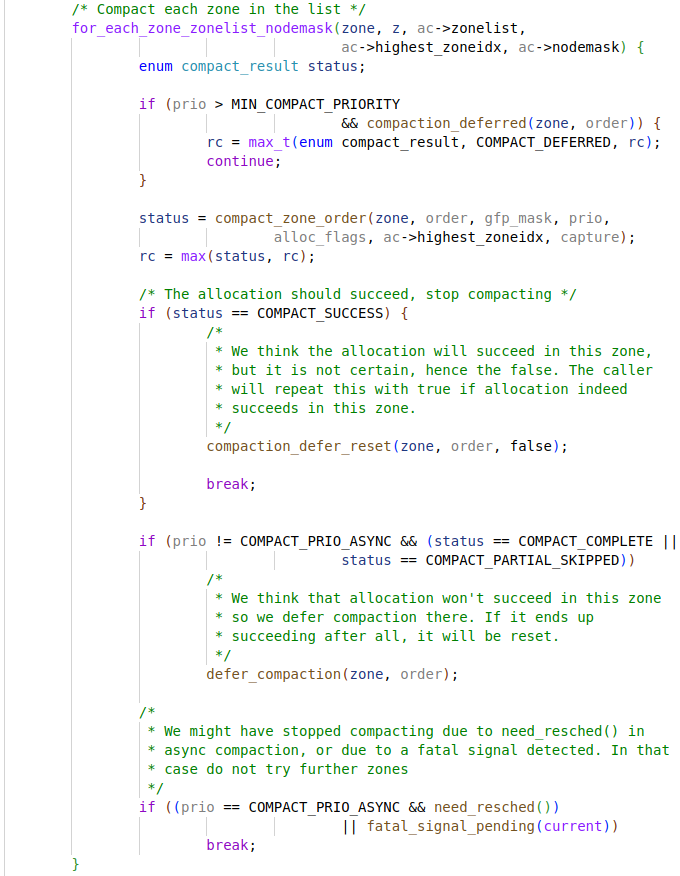 /* Compact each zone in the list */
for_each_zone_zonelist_nodemask(zone, z, ac->zonelist,
ac->highest_zoneidx, ac->nodemask) {
enum compact_result status;
if (prio > MIN_COMPACT_PRIORITY
&& compaction_deferred(zone, order)) {
rc = max_t(enum compact_result, COMPACT_DEFERRED, rc);
continue;
}
status = compact_zone_order(zone, order, gfp_mask, prio,
alloc_flags, ac->highest_zoneidx, capture);
rc = max(status, rc);
/* The allocation should succeed, stop compacting */
if (status == COMPACT_SUCCESS) {
/*
* We think the allocation will succeed in this zone,
* but it is not certain, hence the false. The caller
* will repeat this with true if allocation indeed
* succeeds in this zone.
*/
compaction_defer_reset(zone, order, false);
break;
}
if (prio != COMPACT_PRIO_ASYNC && (status == COMPACT_COMPLETE ||
status == COMPACT_PARTIAL_SKIPPED))
/*
* We think that allocation won't succeed in this zone
* so we defer compaction there. If it ends up
* succeeding after all, it will be reset.
*/
defer_compaction(zone, order);
/*
* We might have stopped compacting due to need_resched() in
* async compaction, or due to a fatal signal detected. In that
* case do not try further zones
*/
if ((prio == COMPACT_PRIO_ASYNC && need_resched())
|| fatal_signal_pending(current))
break;
}